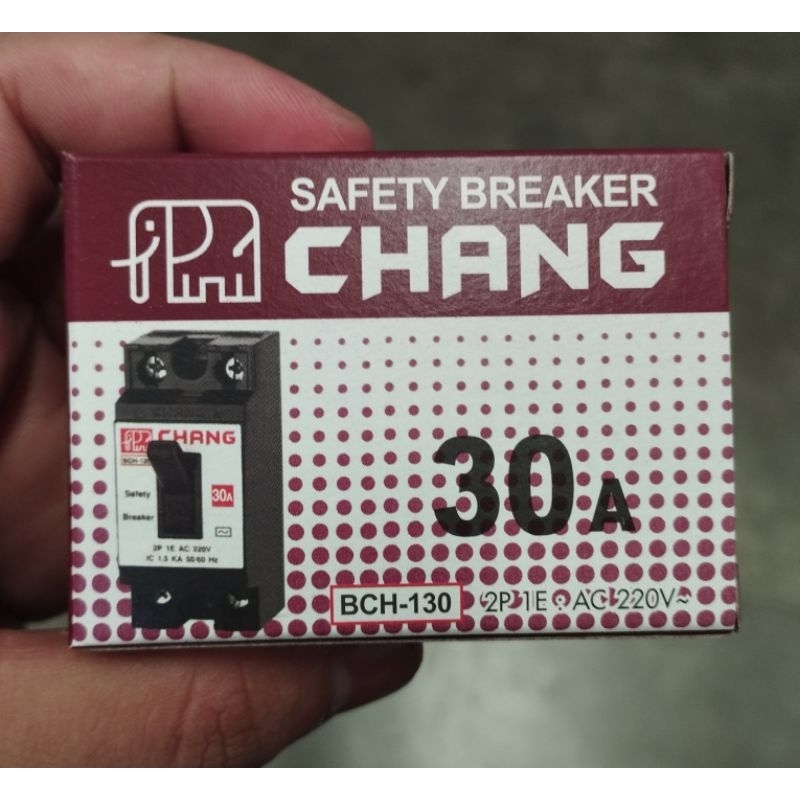 SAFETY BREAKER
CHANG
CHANG
Safety
30A
Breaker
2P 1E AC 220V
IC 1.5 KA 50/60 Hz
30A
BCH-130
2P 1E : AC 220V~